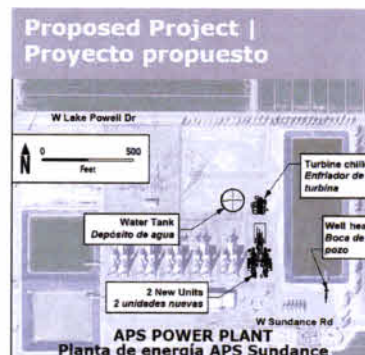 Proposed Project |
Proyecto propuesto
W Lake Powell Dr
N
0 500
Feet
Turbine chill
Enfriador de
turbina
Water Tank
Depósito de agua
Well hea
Boca de
pozo
2 New Units
2 unidades nuevas
W Sundance Rd
APS POWER PLANT
Planta de energía APS Sundance